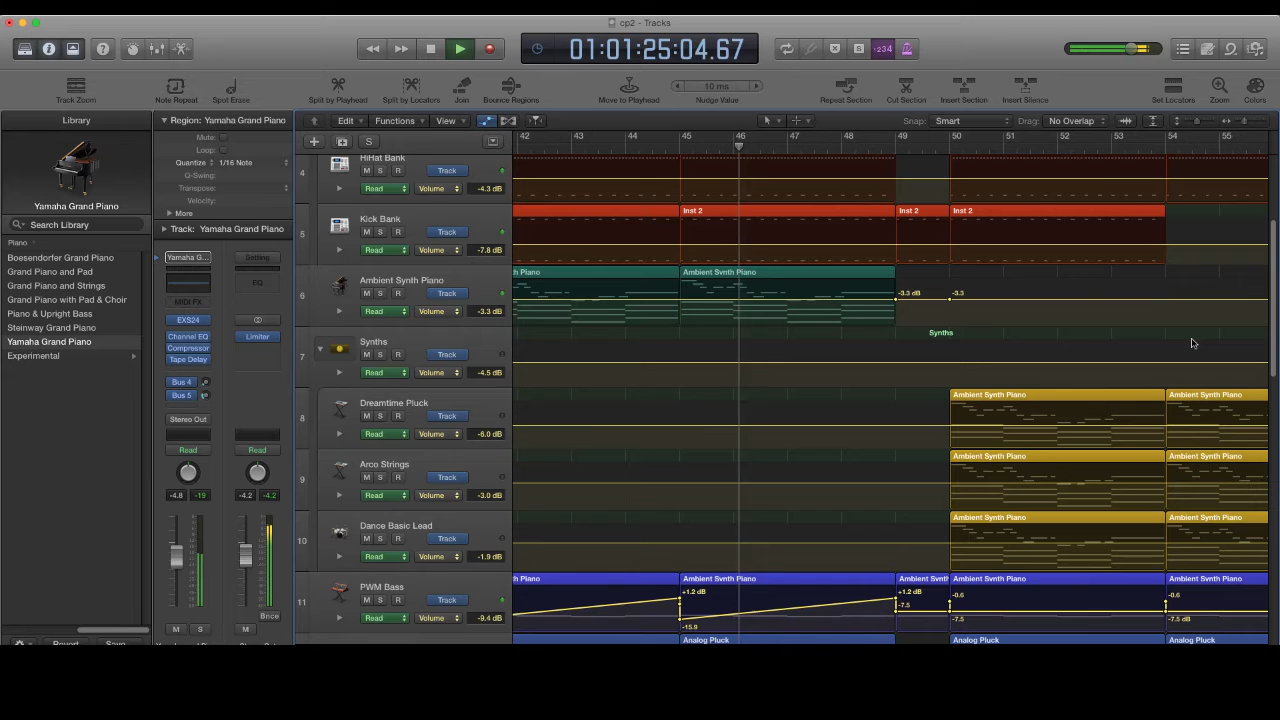 cp2 - Tracks
01:01:25:04.67
1234
Track Zoom Note Repeat Spot Erase Split by Playhead Split by Locators Join Bounce Regions Move to Playhead 10 ms Nudge Value Repeat Section Cut Section Insert Section Insert Silence Set Locators Zoom Colors
Library
Yamaha Grand Piano
Search Library
Piano
Boesendorfer Grand Piano
Grand Piano and Pad
Grand Piano and Strings
Grand Piano with Pad & Choir
Piano & Upright Bass
Steinway Grand Piano
Yamaha Grand Piano
Experimental
Revert Save...
Region: Yamaha Grand Piano
Mute:
Loop:
Quantize 1/16 Note
Q-Swing:
Transpose:
Velocity:
More
Track: Yamaha Grand Piano
Yamaha G... Setting
EQ
MIDI FX
EXS24
Channel EQ Limiter
Compressor
Tape Delay
Bus 4
Bus 5
Stereo Out
Read Read
-4.8 -19 -4.2 -4.2
Bnce
M S M
Edit Functions View Snap: Smart Drag: No Overlap
S
42 43 44 45 46 47 48 49 50 51 52 53 54 55
4 HiHat Bank
M S R Track
Read Volume -4.3 dB
5 Kick Bank
M S R Track
Read Volume -7.8 dB
Inst 2 Inst 2 Inst 2
6 Ambient Synth Piano
M S R Track
Read Volume -3.3 dB
th Piano Ambient Synth Piano
-3.3 dB -3.3
7 Synths
M S R Track
Read Volume -4.5 dB
Synths
8 Dreamtime Pluck
M S R Track
Read Volume -6.0 dB
Ambient Synth Piano Ambient Synth Piano
9 Arco Strings
M S R Track
Read Volume -3.0 dB
Ambient Synth Piano Ambient Synth Piano
10 Dance Basic Lead
M S R Track
Read Volume -1.9 dB
Ambient Synth Piano Ambient Synth Piano
11 PWM Bass
M S R Track
Read Volume -9.4 dB
th Piano Ambient Synth Piano Ambient Synth Ambient Synth Piano Ambient Synth Piano
+1.2 dB +1.2 dB -0.6 -0.6
-15.9 -7.5 -7.5 -7.5 dB
Analog Pluck Analog Pluck Analog Pluck